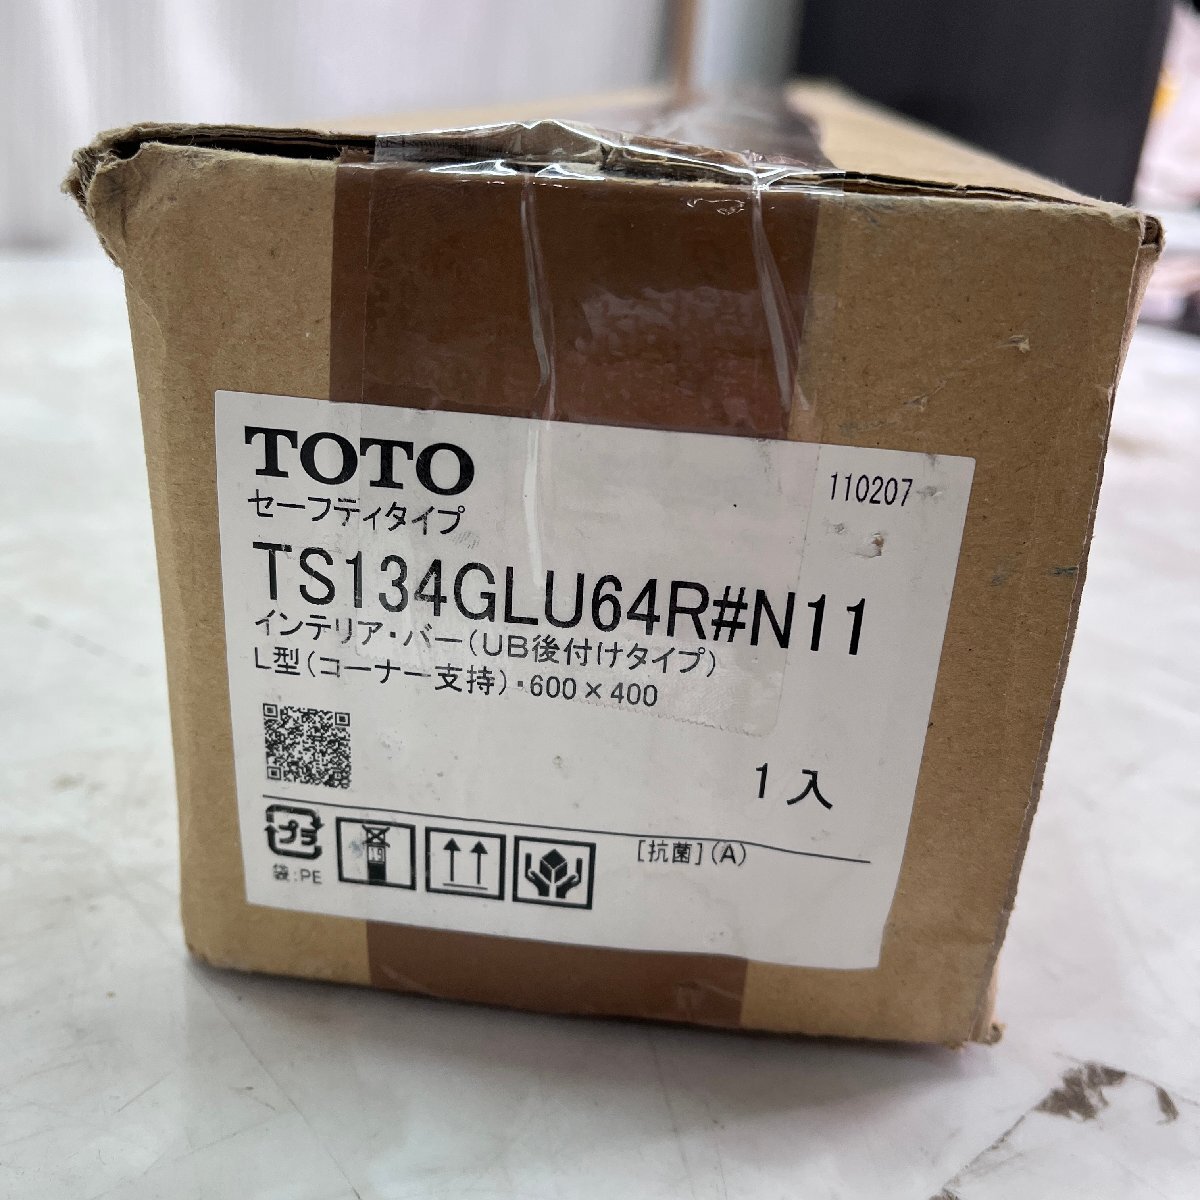 TOTO
110207
セーフティタイプ
TS134GLU64R#N11
インテリア・バー(UB後付けタイプ)
L型(コーナー支持)・600×400
1入
プラ
袋:PE
[抗菌](A)